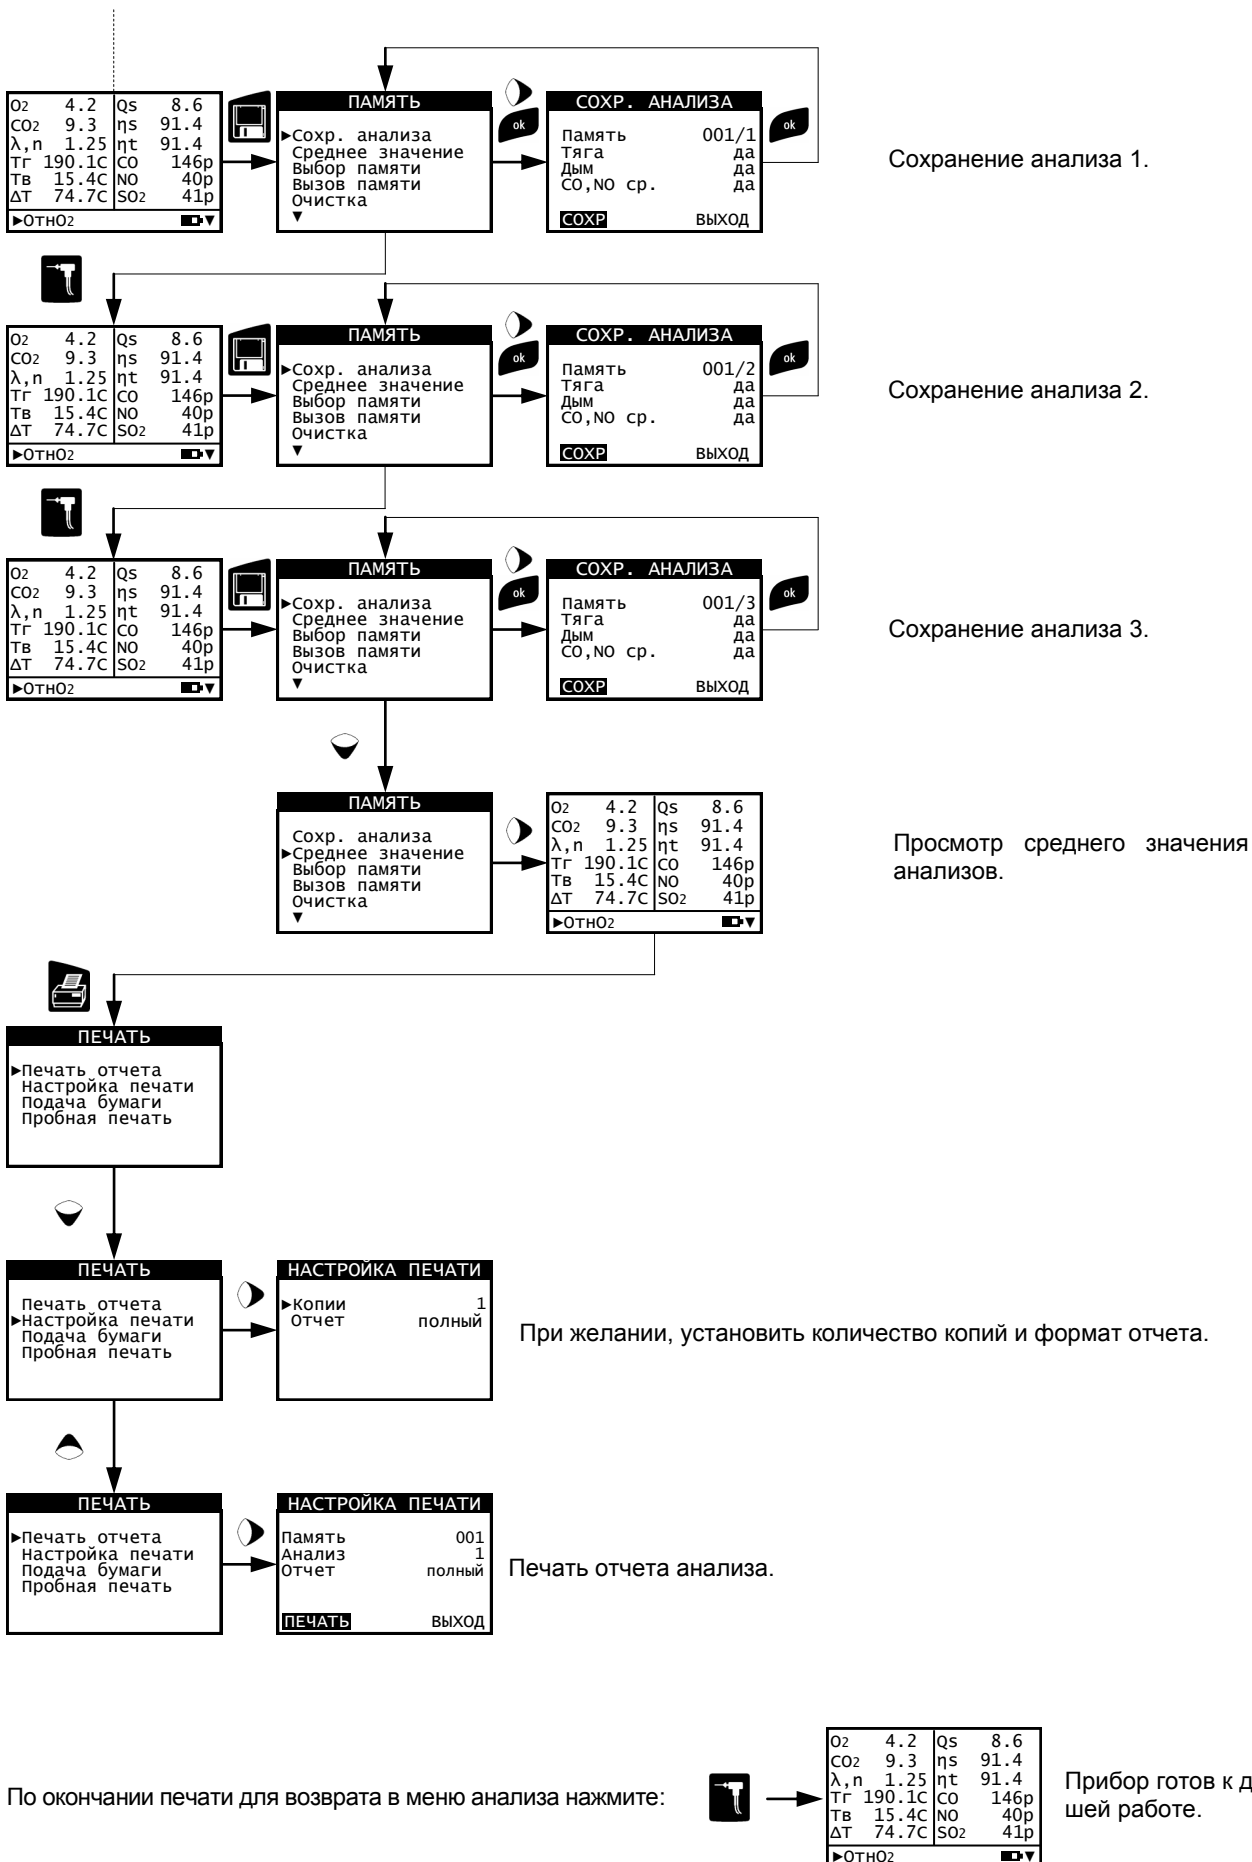 O2 4.2 Qs 8.6
CO2 9.3 ηs 91.4
λ,n 1.25 ηt 91.4
Тг 190.1C CO 146p
Тв 15.4C NO 40p
ΔT 74.7C SO2 41p
►ОтнO2 ▼
ПАМЯТЬ
►Сохр. анализа
Среднее значение
Выбор памяти
Вызов памяти
Очистка
▼
ok
СОХР. АНАЛИЗА
Память 001/1
Тяга да
Дым да
CO,NO ср. да
СОХР ВЫХОД
ok
Сохранение анализа 1.
O2 4.2 Qs 8.6
CO2 9.3 ηs 91.4
λ,n 1.25 ηt 91.4
Тг 190.1C CO 146p
Тв 15.4C NO 40p
ΔT 74.7C SO2 41p
►ОтнO2 ▼
ПАМЯТЬ
►Сохр. анализа
Среднее значение
Выбор памяти
Вызов памяти
Очистка
▼
ok
СОХР. АНАЛИЗА
Память 001/2
Тяга да
Дым да
CO,NO ср. да
СОХР ВЫХОД
ok
Сохранение анализа 2.
O2 4.2 Qs 8.6
CO2 9.3 ηs 91.4
λ,n 1.25 ηt 91.4
Тг 190.1C CO 146p
Тв 15.4C NO 40p
ΔT 74.7C SO2 41p
►ОтнO2 ▼
ПАМЯТЬ
►Сохр. анализа
Среднее значение
Выбор памяти
Вызов памяти
Очистка
▼
ok
СОХР. АНАЛИЗА
Память 001/3
Тяга да
Дым да
CO,NO ср. да
СОХР ВЫХОД
ok
Сохранение анализа 3.
ПАМЯТЬ
Сохр. анализа
►Среднее значение
Выбор памяти
Вызов памяти
Очистка
▼
O2 4.2 Qs 8.6
CO2 9.3 ηs 91.4
λ,n 1.25 ηt 91.4
Тг 190.1C CO 146p
Тв 15.4C NO 40p
ΔT 74.7C SO2 41p
►ОтнO2 ▼
Просмотр среднего значения
анализов.
ПЕЧАТЬ
►Печать отчета
Настройка печати
Подача бумаги
Пробная печать
ПЕЧАТЬ
Печать отчета
►Настройка печати
Подача бумаги
Пробная печать
НАСТРОЙКА ПЕЧАТИ
►Копии 1
Отчет полный
При желании, установить количество копий и формат отчета.
ПЕЧАТЬ
►Печать отчета
Настройка печати
Подача бумаги
Пробная печать
НАСТРОЙКА ПЕЧАТИ
Память 001
Анализ 1
Отчет полный
ПЕЧАТЬ ВЫХОД
Печать отчета анализа.
По окончании печати для возврата в меню анализа нажмите:
O2 4.2 Qs 8.6
CO2 9.3 ηs 91.4
λ,n 1.25 ηt 91.4
Тг 190.1C CO 146p
Тв 15.4C NO 40p
ΔT 74.7C SO2 41p
►ОтнO2 ▼
Прибор готов к д
шей работе.